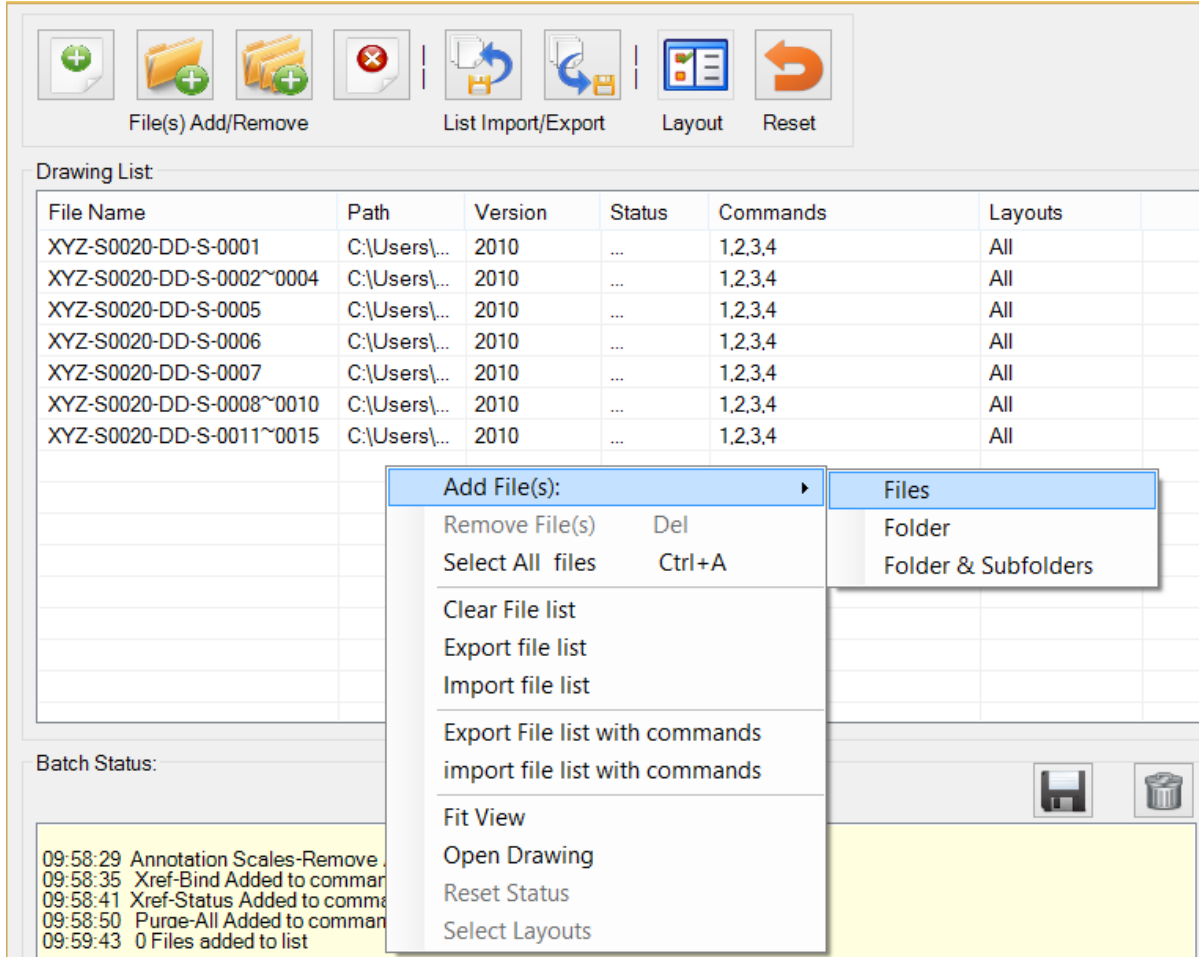 File(s) Add/Remove List Import/Export Layout Reset
Drawing List:
File Name Path Version Status Commands Layouts
XYZ-S0020-DD-S-0001 C:\Users\... 2010 ... 1,2,3,4 All
XYZ-S0020-DD-S-0002~0004 C:\Users\... 2010 ... 1,2,3,4 All
XYZ-S0020-DD-S-0005 C:\Users\... 2010 ... 1,2,3,4 All
XYZ-S0020-DD-S-0006 C:\Users\... 2010 ... 1,2,3,4 All
XYZ-S0020-DD-S-0007 C:\Users\... 2010 ... 1,2,3,4 All
XYZ-S0020-DD-S-0008~0010 C:\Users\... 2010 ... 1,2,3,4 All
XYZ-S0020-DD-S-0011~0015 C:\Users\... 2010 ... 1,2,3,4 All
Add File(s):
Remove File(s) Del
Select All files Ctrl+A
Clear File list
Export file list
Import file list
Export File list with commands
import file list with commands
Fit View
Open Drawing
Reset Status
Select Layouts
Files
Folder
Folder & Subfolders
Batch Status:
09:58:29 Annotation Scales-Remove
09:58:35 Xref-Bind Added to comman
09:58:41 Xref-Status Added to comma
09:58:50 Purge-All Added to comman
09:59:43 0 Files added to list